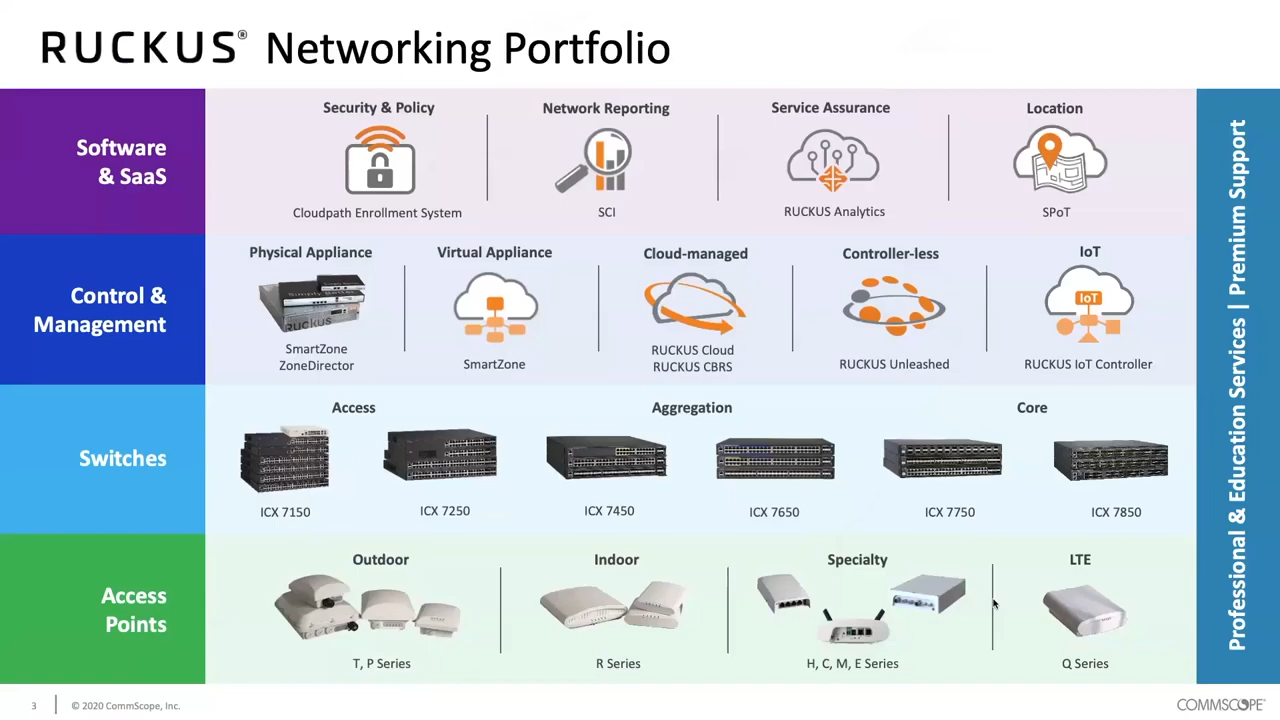 RUCKUS® Networking Portfolio
Software
& SaaS
Security & Policy
Cloudpath Enrollment System
Network Reporting
SCI
Service Assurance
RUCKUS Analytics
Location
SPoT
Control &
Management
Physical Appliance
RUCKUS
SmartZone
ZoneDirector
Virtual Appliance
SmartZone
Cloud-managed
RUCKUS Cloud
RUCKUS CBRS
Controller-less
RUCKUS Unleashed
IoT
IoT
RUCKUS IoT Controller
Switches
Access
Aggregation
Core
ICX 7150
ICX 7250
ICX 7450
ICX 7650
ICX 7750
ICX 7850
Access
Points
Outdoor
T, P Series
Indoor
R Series
Specialty
H, C, M, E Series
LTE
Q Series
Professional & Education Services | Premium Support
3
© 2020 CommScope, Inc.
COMMSCOPE®